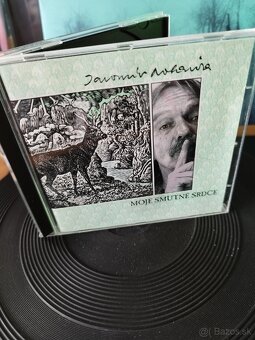 Jaromír Nohavica
MOJE SMUTNÉ SRDCE
Bazos.sk